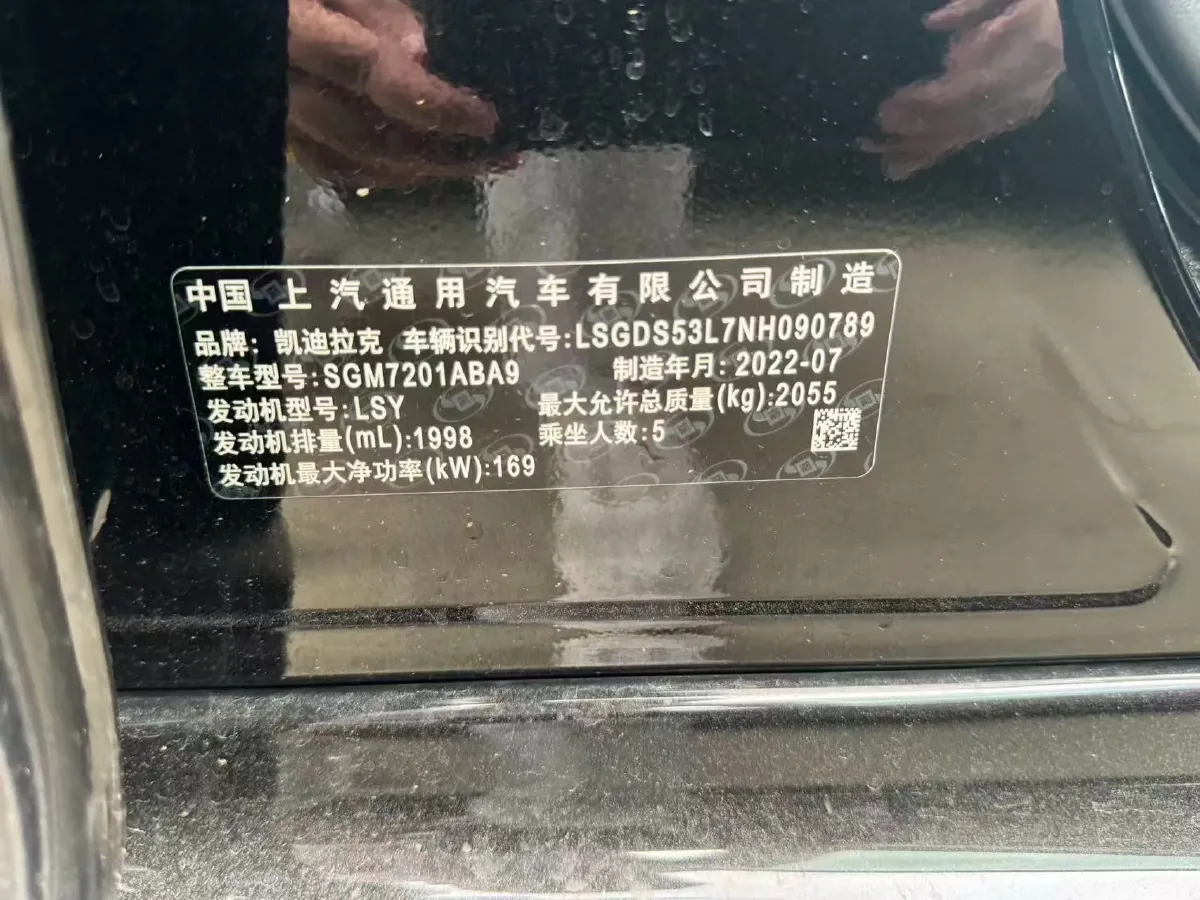 中国 上汽通用汽车有限公司制造
品牌: 凯迪拉克 车辆识别代号:LSGDS53L7NH090789
整车型号:SGM7201ABA9 制造年月:2022-07
发动机型号:LSY 最大允许总质量(kg):2055
发动机排量(mL):1998 乘坐人数:5
发动机最大净功率(kW):169